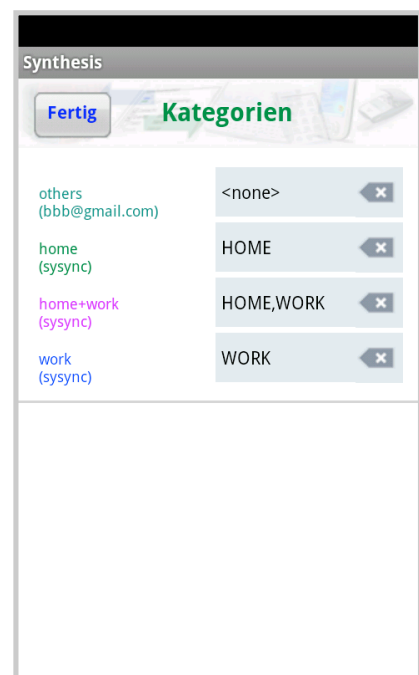 Synthesis
Fertig
Kategorien
others
(bbb@gmail.com)
<none>
home
(sysync)
HOME
home+work
(sysync)
HOME,WORK
work
(sysync)
WORK